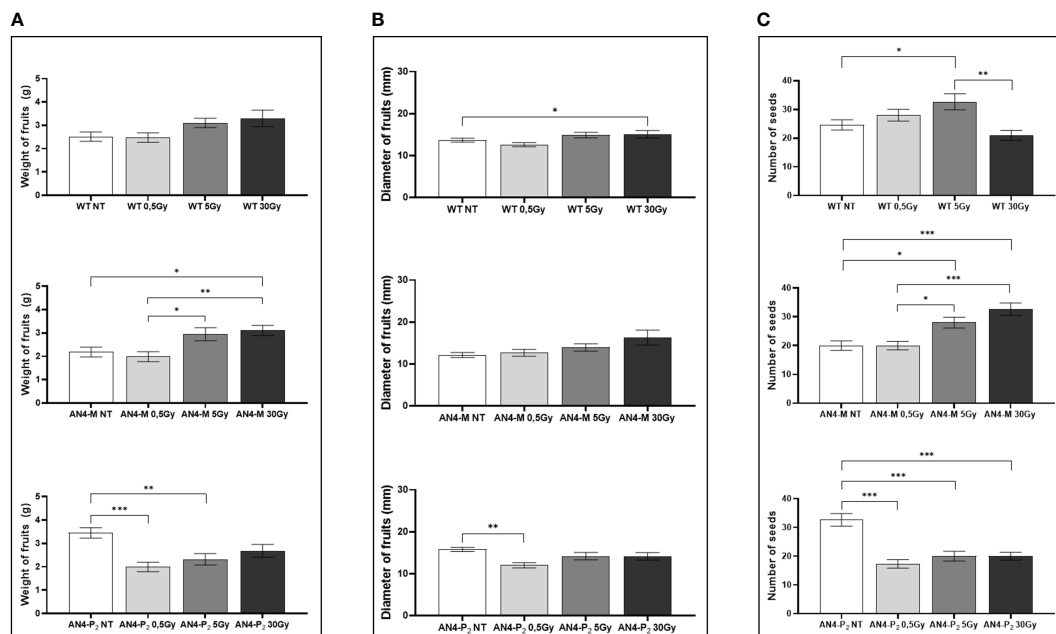 A
B
C
Weight of fruits (g)
5
4
3
2
1
0
WT NT WT 0,5Gy WT 5Gy WT 30Gy
Diameter of fruits (mm)
30
20
10
0
*
WT NT WT 0,5Gy WT 5Gy WT 30Gy
Number of seeds
40
30
20
10
0
*
**
WT NT WT 0,5Gy WT 5Gy WT 30Gy
Weight of fruits (g)
5
4
3
2
1
0
*
**
*
AN4-M NT AN4-M 0,5Gy AN4-M 5Gy AN4-M 30Gy
Diameter of fruits (mm)
30
20
10
0
AN4-M NT AN4-M 0,5Gy AN4-M 5Gy AN4-M 30Gy
Number of seeds
40
30
20
10
0
***
*
***
*
AN4-M NT AN4-M 0,5Gy AN4-M 5Gy AN4-M 30Gy
Weight of fruits (g)
5
4
3
2
1
0
**
***
AN4-P₂ NT AN4-P₂ 0,5Gy AN4-P₂ 5Gy AN4-P₂ 30Gy
Diameter of fruits (mm)
30
20
10
0
**
AN4-P₂ NT AN4-P₂ 0,5Gy AN4-P₂ 5Gy AN4-P₂ 30Gy
Number of seeds
40
30
20
10
0
***
***
***
AN4-P₂ NT AN4-P₂ 0,5Gy AN4-P₂ 5Gy AN4-P₂ 30Gy